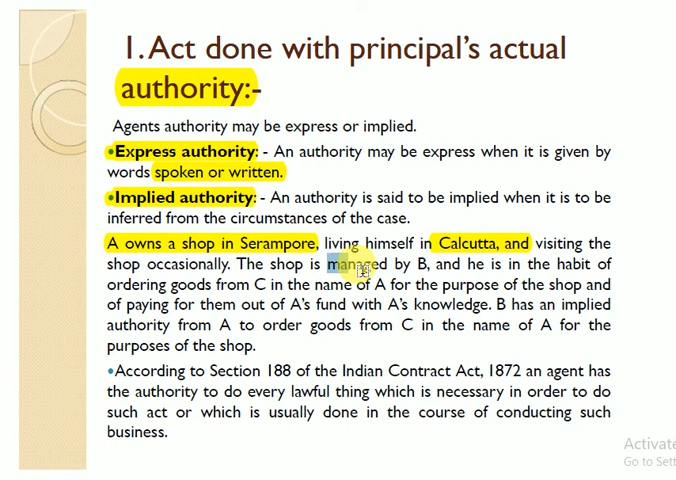 1. Act done with principal's actual
authority:-
Agents authority may be express or implied.
•Express authority: - An authority may be express when it is given by
words spoken or written.
•Implied authority: - An authority is said to be implied when it is to be
inferred from the circumstances of the case.
A owns a shop in Serampore, living himself in Calcutta, and visiting the
shop occasionally. The shop is managed by B, and he is in the habit of
ordering goods from C in the name of A for the purpose of the shop and
of paying for them out of A's fund with A's knowledge. B has an implied
authority from A to order goods from C in the name of A for the
purposes of the shop.
•According to Section 188 of the Indian Contract Act, 1872 an agent has
the authority to do every lawful thing which is necessary in order to do
such act or which is usually done in the course of conducting such
business.
Activate
Go to Sett